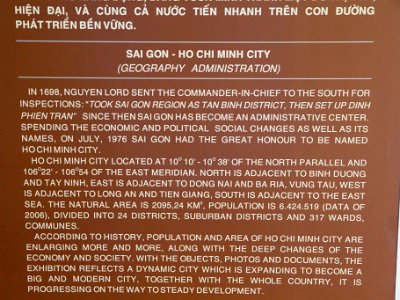 HIỆN ĐẠI, VÀ CÙNG CẢ NƯỚC TIẾN NHANH TRÊN CON ĐƯỜNG
PHÁT TRIỂN BỀN VỮNG.
SAI GON - HO CHI MINH CITY
(GEOGRAPHY ADMINISTRATION)
IN 1698, NGUYEN LORD SENT THE COMMANDER-IN-CHIEF TO THE SOUTH FOR
INSPECTIONS: "TOOK SAI GON REGION AS TAN BINH DISTRICT, THEN SET UP DINH
PHIEN TRAN" SINCE THEN SAI GON HAS BECOME AN ADMINISTRATIVE CENTER.
SPENDING THE ECONOMIC AND POLITICAL SOCIAL CHANGES AS WELL AS ITS
NAMES, ON JULY, 1976 SAI GON HAD THE GREAT HONOUR TO BE NAMED
HO CHI MINH CITY.
HO CHI MINH CITY LOCATED AT 10°10' - 10°38' OF THE NORTH PARALLEL AND
106°22' - 106°54 OF THE EAST MERIDIAN. NORTH IS ADJACENT TO BINH DUONG
AND TAY NINH, EAST IS ADJACENT TO DONG NAI AND BA RIA, VUNG TAU, WEST
IS ADJACENT TO LONG AN AND TIEN GIANG, SOUTH IS ADJACENT TO THE EAST
SEA. THE NATURAL AREA IS 2095,24 KM², POPULATION IS 6.424.519 (DATA OF
2006), DIVIDED INTO 24 DISTRICTS, SUBURBAN DISTRICTS AND 317 WARDS,
COMMUNES.
ACCORDING TO HISTORY, POPULATION AND AREA OF HO CHI MINH CITY ARE
ENLARGING MORE AND MORE, ALONG WITH THE DEEP CHANGES OF THE
ECONOMY AND SOCIETY. WITH THE OBJECTS, PHOTOS AND DOCUMENTS, THE
EXHIBITION REFLECTS A DYNAMIC CITY WHICH IS EXPANDING TO BECOME A
BIG AND MODERN CITY, TOGETHER WITH THE WHOLE COUNTRY, IT IS
PROGRESSING ON THE WAY TO STEADY DEVELOPMENT.